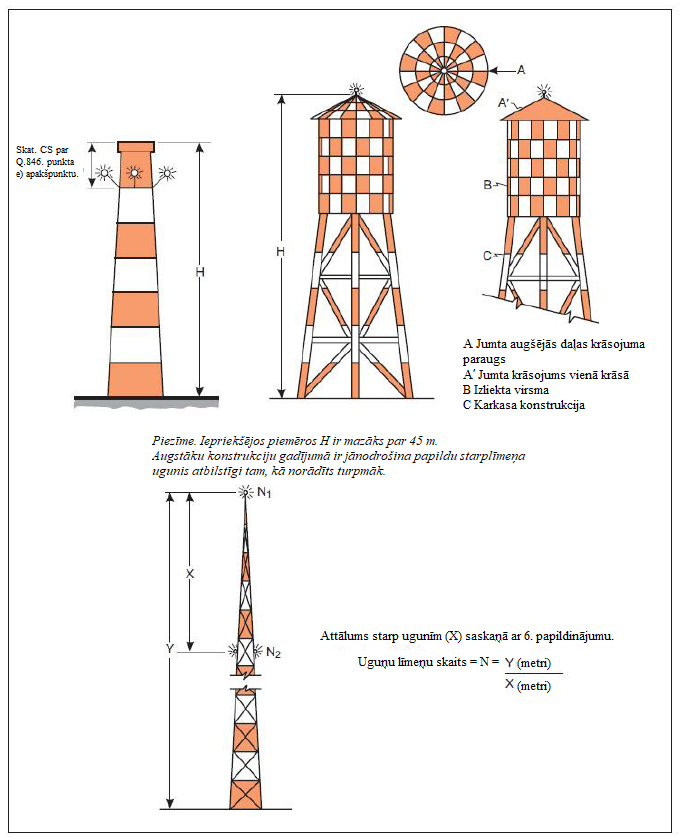 A
Skat. CS par
Q.846. punkta
e) apakšpunktu.
H
H
A′
B
C
A Jumta augšējās daļas krāsojuma
paraugs
A′ Jumta krāsojums vienā krāsā
B Izliekta virsma
C Karkasa konstrukcija
Piezīme. Iepriekšējos piemēros H ir mazāks par 45 m.
Augstāku konstrukciju gadījumā ir jānodrošina papildu starplīmeņa
ugunis atbilstīgi tam, kā norādīts turpmāk.
N1
X
Y
N2
Attālums starp ugunīm (X) saskaņā ar 6. papildinājumu.
Uguņu līmeņu skaits = N = Y (metri)
X (metri)